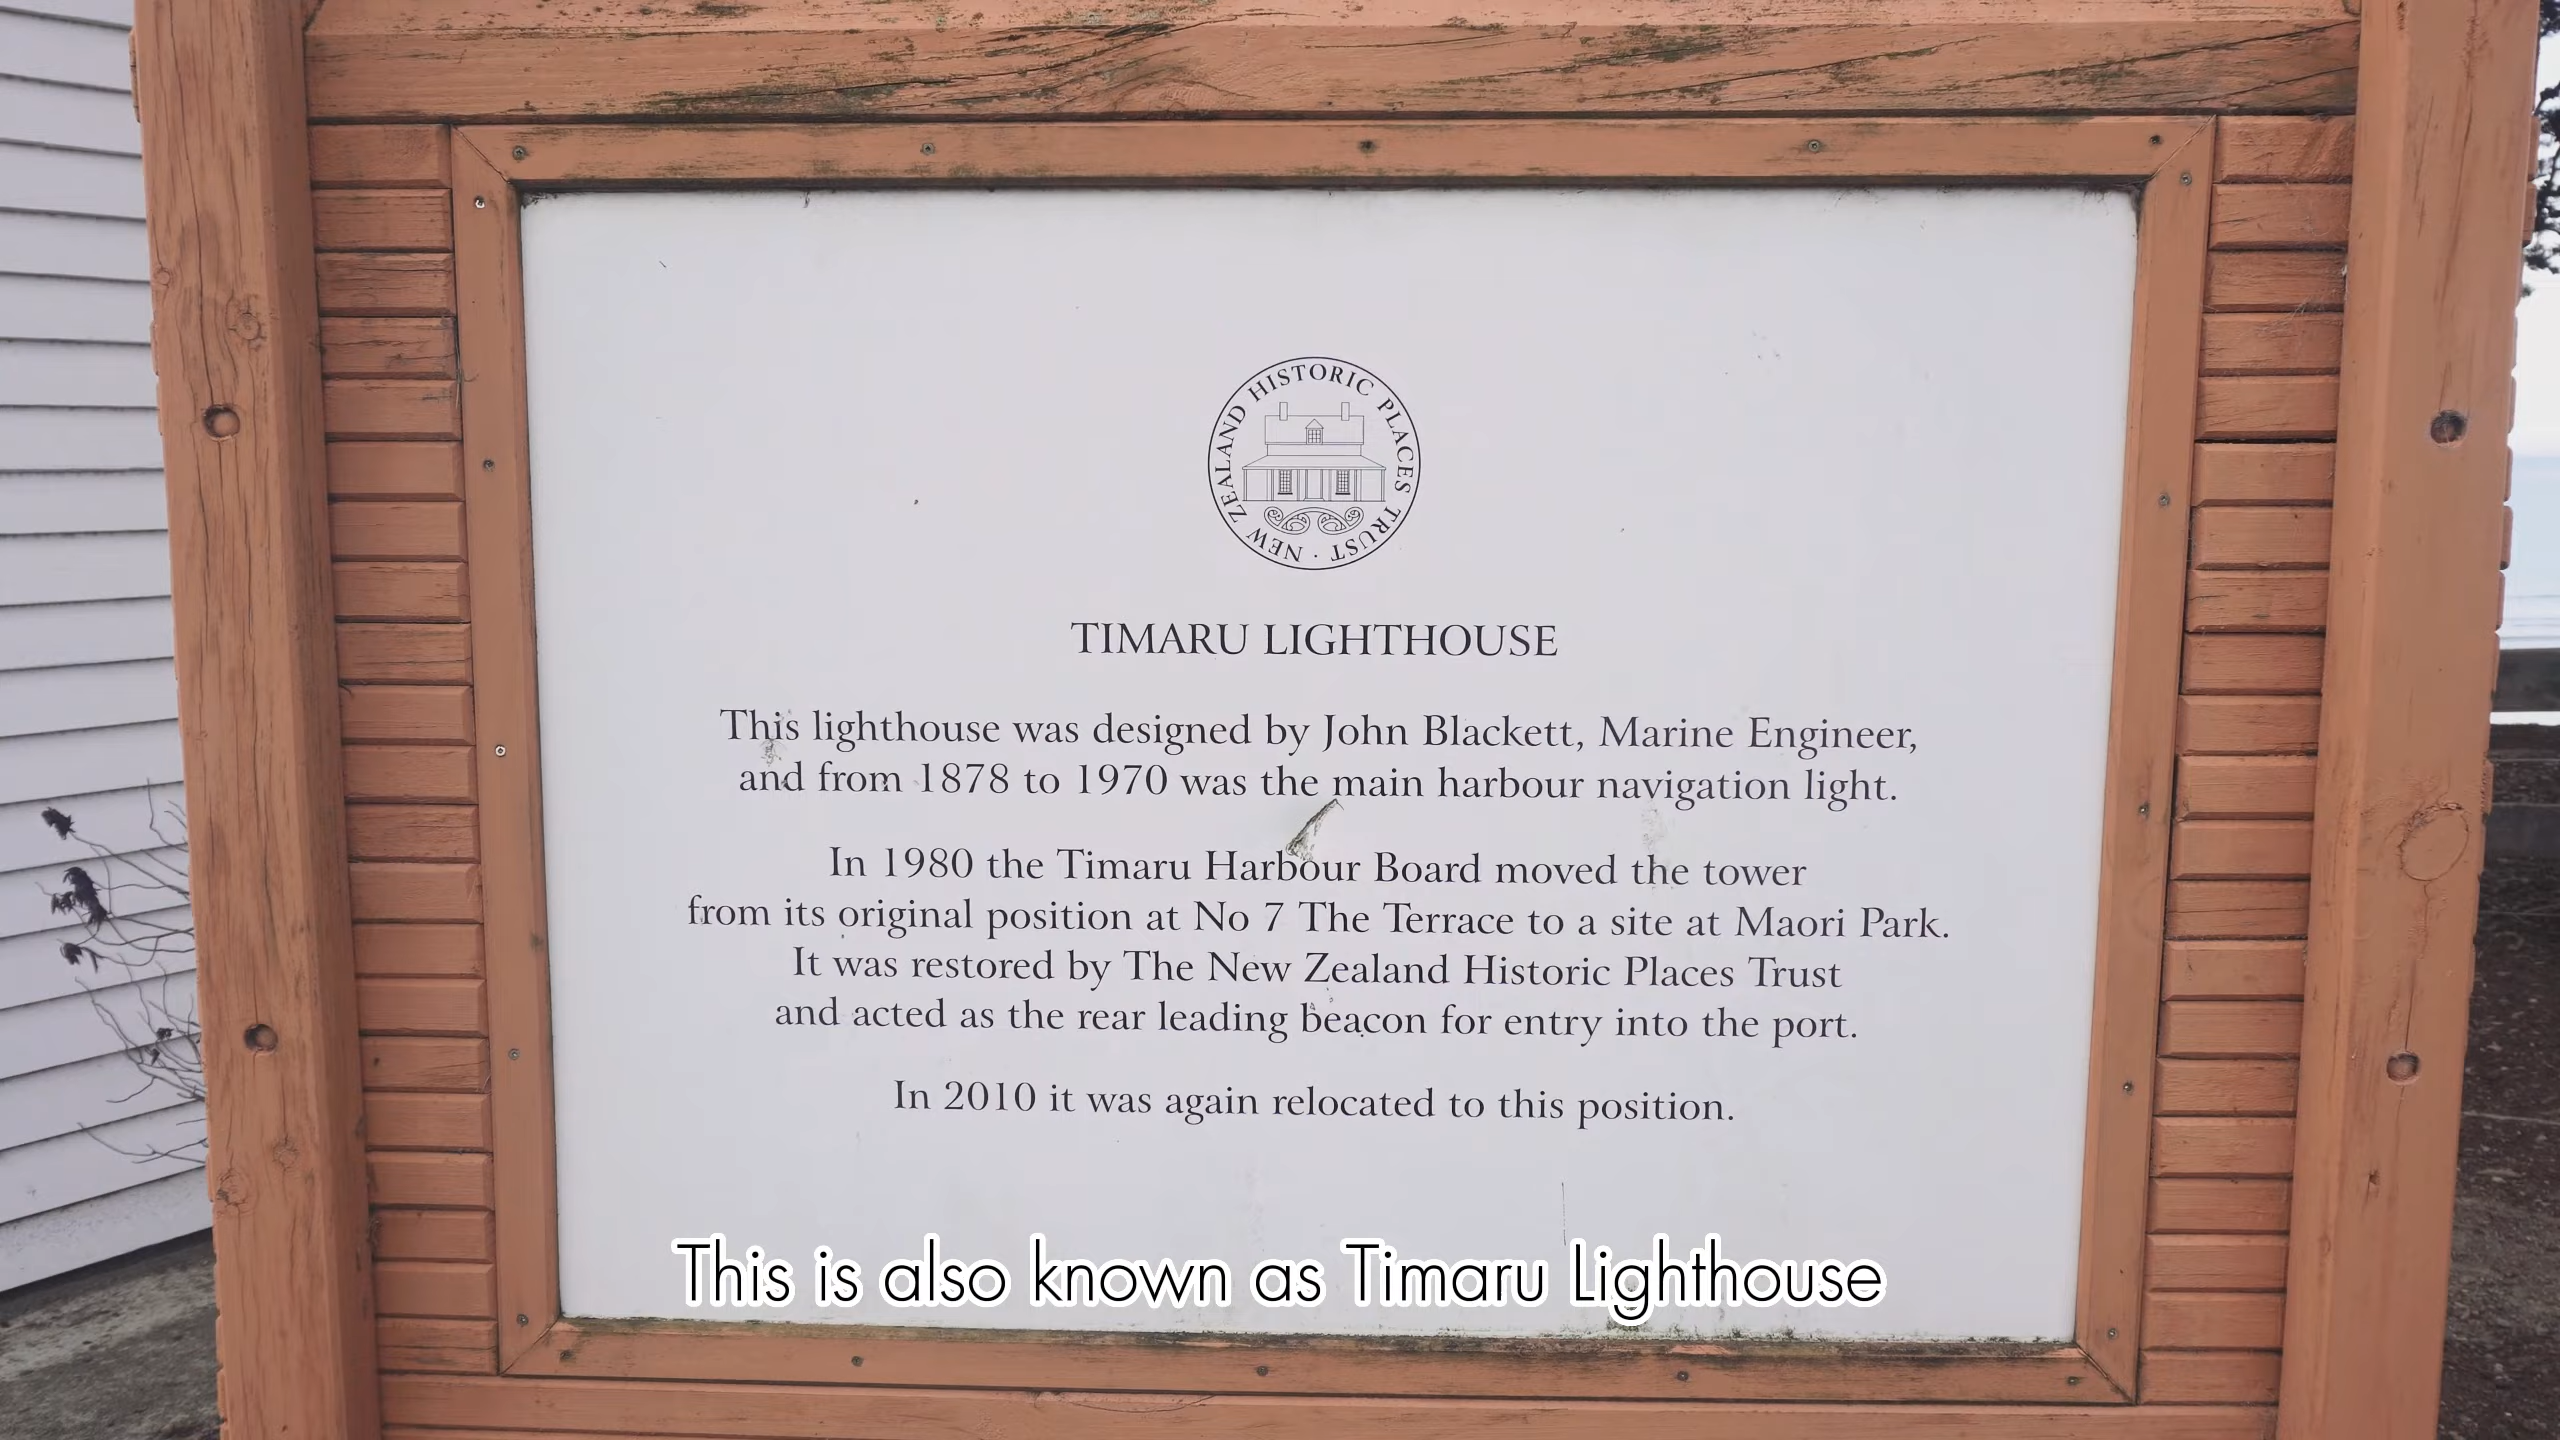 NEW ZEALAND HISTORIC PLACES TRUST ·
TIMARU LIGHTHOUSE
This lighthouse was designed by John Blackett, Marine Engineer,
and from 1878 to 1970 was the main harbour navigation light.
In 1980 the Timaru Harbour Board moved the tower
from its original position at No 7 The Terrace to a site at Maori Park.
It was restored by The New Zealand Historic Places Trust
and acted as the rear leading beacon for entry into the port.
In 2010 it was again relocated to this position.
This is also known as Timaru Lighthouse